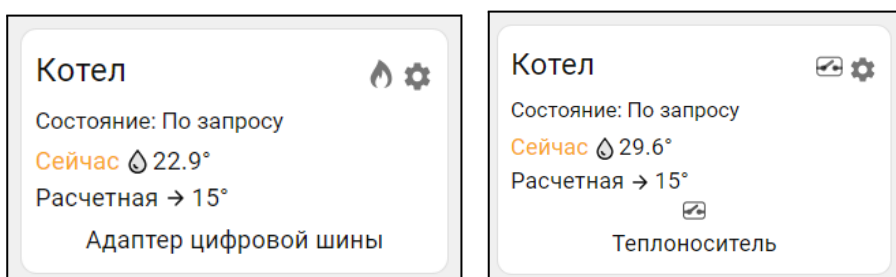 Котел
Состояние: По запросу
Сейчас 22.9°
Расчетная → 15°
Адаптер цифровой шины
Котел
Состояние: По запросу
Сейчас 29.6°
Расчетная → 15°
Теплоноситель